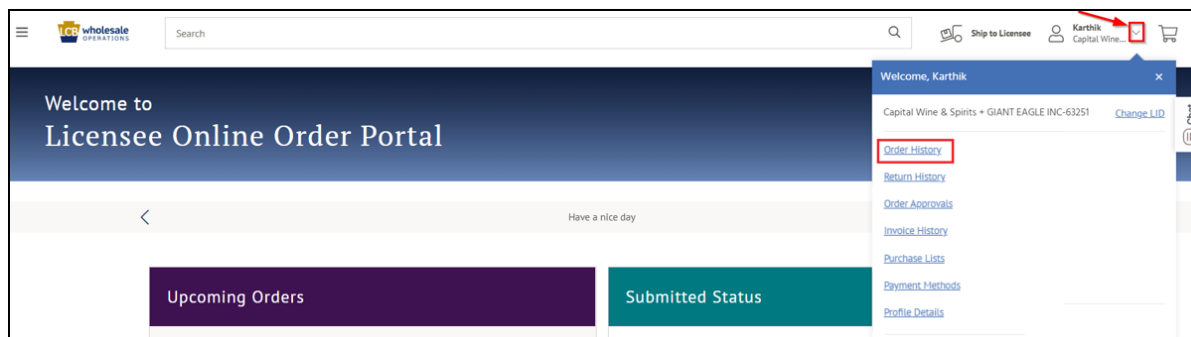 LCB wholesale
OPERATIONS
Search
Ship to Licensee
Karthik
Capital Wine...
Welcome, Karthik
Capital Wine & Spirits + GIANT EAGLE INC-63251
Change LID
Order History
Return History
Order Approvals
Invoice History
Purchase Lists
Payment Methods
Profile Details
Welcome to
Licensee Online Order Portal
Have a nice day
Upcoming Orders
Submitted Status